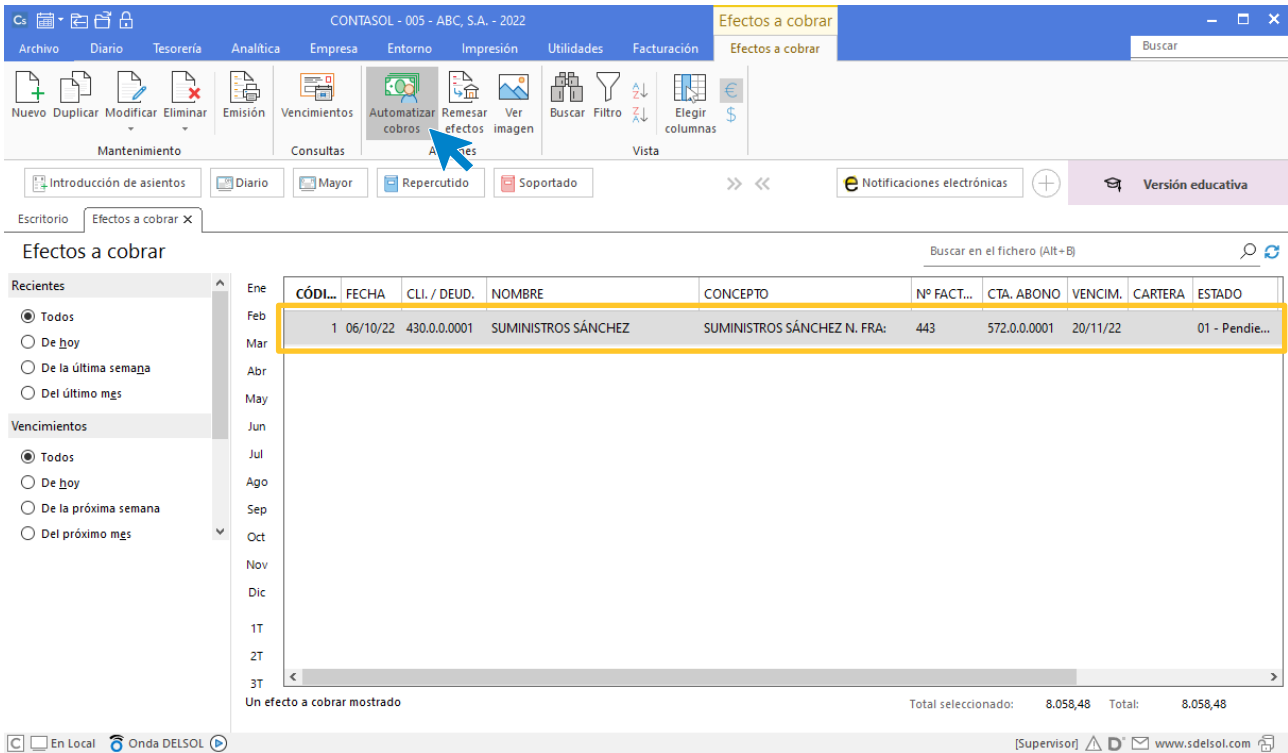 Cs CONTASOL - 005 - ABC, S.A. - 2022 Efectos a cobrar
Archivo Diario Tesorería Analítica Empresa Entorno Impresión Utilidades Facturación Efectos a cobrar Buscar
Nuevo Duplicar Modificar Eliminar Emisión Vencimientos Automatizar cobros Remesar efectos Ver imagen Buscar Filtro Elegir columnas
Mantenimiento Consultas Vista
Introducción de asientos Diario Mayor Repercutido Soportado Notificaciones electrónicas Versión educativa
Escritorio Efectos a cobrar
Efectos a cobrar Buscar en el fichero (Alt+B)
Recientes
Todos
De hoy
De la última semana
Del último mes
Vencimientos
Todos
De hoy
De la próxima semana
Del próximo mes
Ene
Feb
Mar
Abr
May
Jun
Jul
Ago
Sep
Oct
Nov
Dic
1T
2T
3T
CÓDI... FECHA CLI. / DEUD. NOMBRE CONCEPTO Nº FACT... CTA. ABONO VENCIM. CARTERA ESTADO
1 06/10/22 430.0.0.0001 SUMINISTROS SÁNCHEZ SUMINISTROS SÁNCHEZ N. FRA: 443 572.0.0.0001 20/11/22 01 - Pendie...
Un efecto a cobrar mostrado Total seleccionado: 8.058,48 Total: 8.058,48
C En Local Onda DELSOL [Supervisor] D www.sdelsol.com